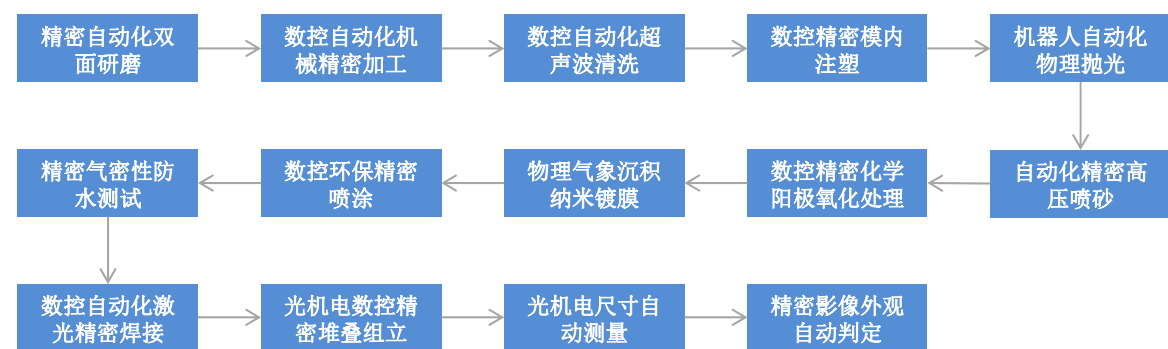 精密自动化双
面研磨
数控自动化机
械精密加工
数控自动化超
声波清洗
数控精密模内
注塑
机器人自动化
物理抛光
自动化精密高
压喷砂
数控精密化学
阳极氧化处理
物理气象沉积
纳米镀膜
数控环保精密
喷涂
精密气密性防
水测试
数控自动化激
光精密焊接
光机电数控精
密堆叠组立
光机电尺寸自
动测量
精密影像外观
自动判定